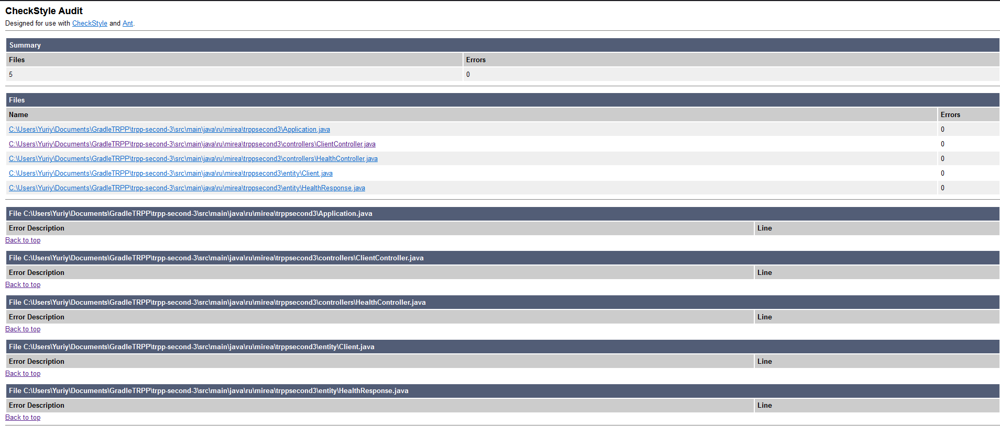 CheckStyle Audit
Designed for use with CheckStyle and Ant.
Summary
Files Errors
5 0
Files
Name Errors
C:\Users\Yuriy\Documents\GradleTRPP\trpp-second-3\src\main\java\ru\mirea\trppsecond3\Application.java 0
C:\Users\Yuriy\Documents\GradleTRPP\trpp-second-3\src\main\java\ru\mirea\trppsecond3\controllers\ClientController.java 0
C:\Users\Yuriy\Documents\GradleTRPP\trpp-second-3\src\main\java\ru\mirea\trppsecond3\controllers\HealthController.java 0
C:\Users\Yuriy\Documents\GradleTRPP\trpp-second-3\src\main\java\ru\mirea\trppsecond3\entity\Client.java 0
C:\Users\Yuriy\Documents\GradleTRPP\trpp-second-3\src\main\java\ru\mirea\trppsecond3\entity\HealthResponse.java 0
File C:\Users\Yuriy\Documents\GradleTRPP\trpp-second-3\src\main\java\ru\mirea\trppsecond3\Application.java
Error Description Line
Back to top
File C:\Users\Yuriy\Documents\GradleTRPP\trpp-second-3\src\main\java\ru\mirea\trppsecond3\controllers\ClientController.java
Error Description Line
Back to top
File C:\Users\Yuriy\Documents\GradleTRPP\trpp-second-3\src\main\java\ru\mirea\trppsecond3\controllers\HealthController.java
Error Description Line
Back to top
File C:\Users\Yuriy\Documents\GradleTRPP\trpp-second-3\src\main\java\ru\mirea\trppsecond3\entity\Client.java
Error Description Line
Back to top
File C:\Users\Yuriy\Documents\GradleTRPP\trpp-second-3\src\main\java\ru\mirea\trppsecond3\entity\HealthResponse.java
Error Description Line
Back to top